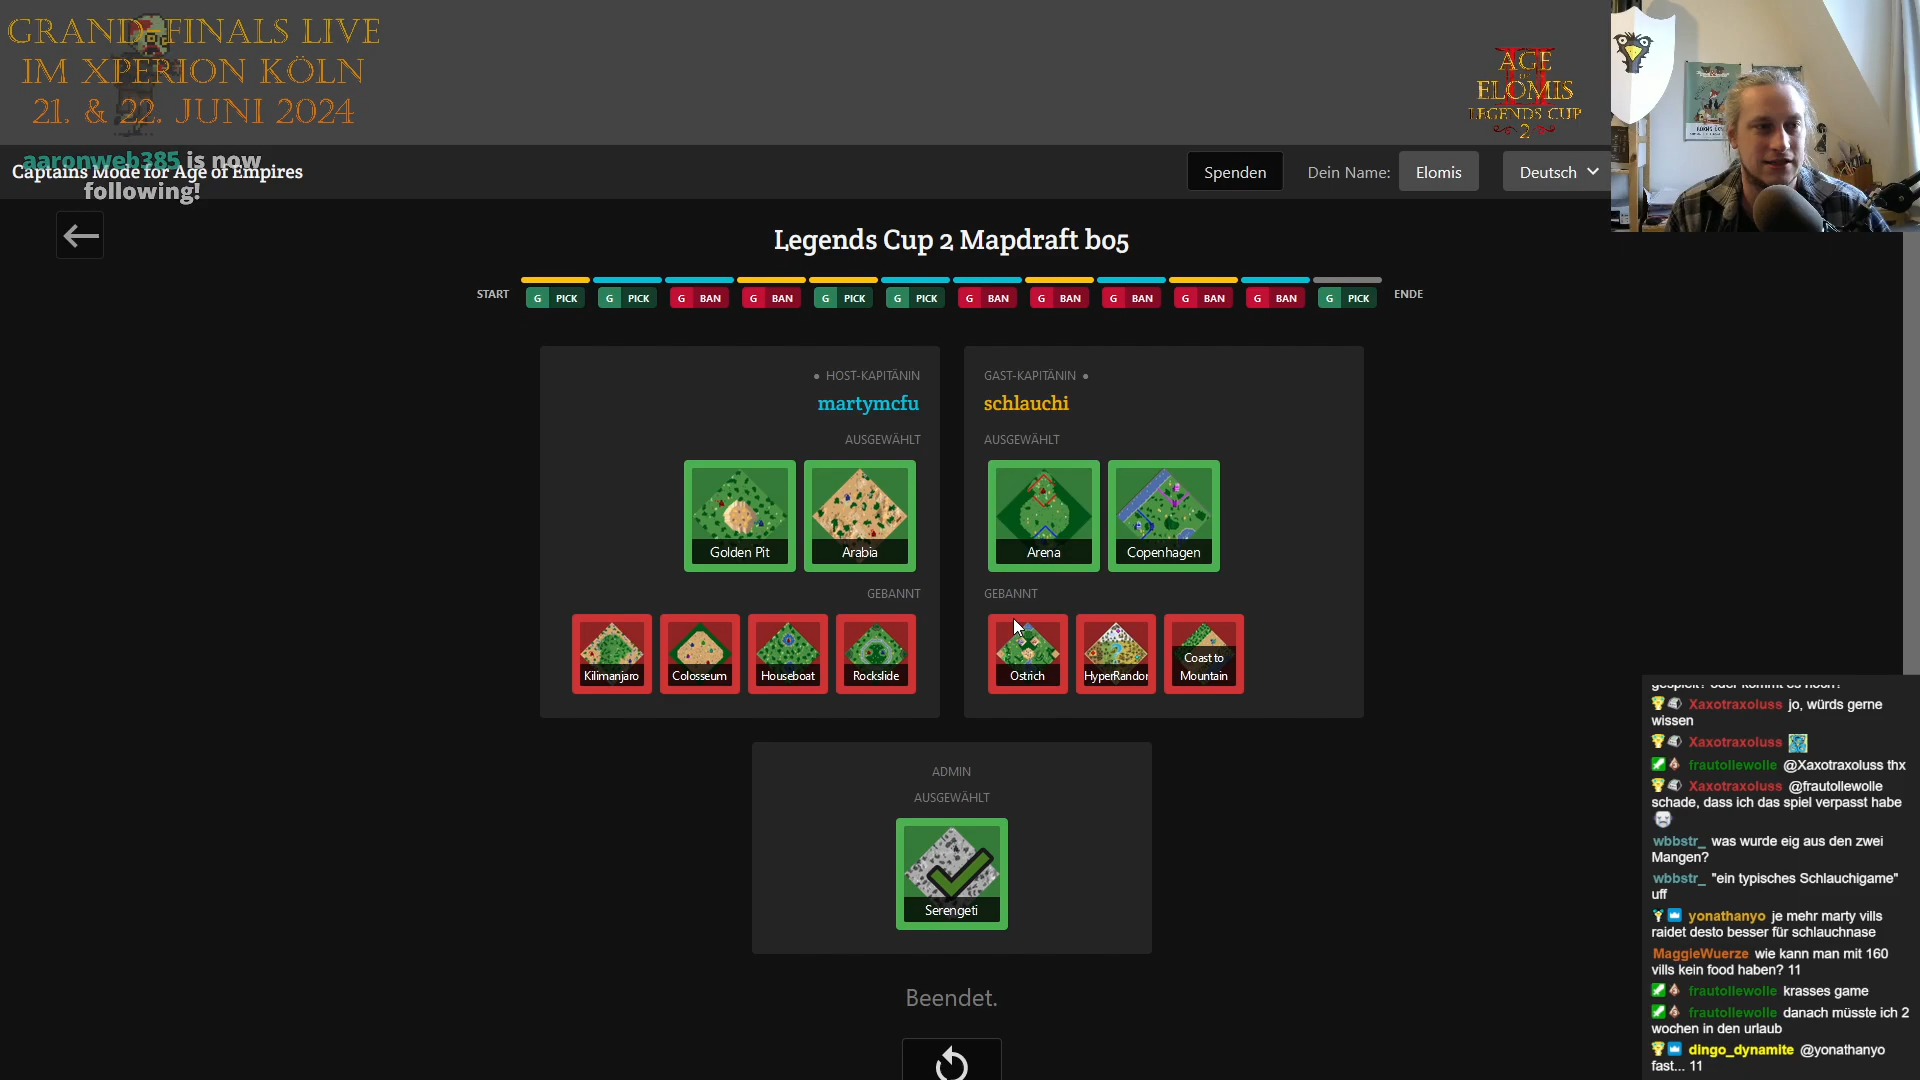 GRAND FINALS LIVE
IM XPERION KÖLN
21. & 22. JUNI 2024
AGE
ELOMIS
LEGENDS CUP
2
aaronweb385 is now
following!
Captains Mode for Age of Empires
Spenden
Dein Name:
Elomis
Deutsch
Legends Cup 2 Mapdraft bo5
START
G PICK
G PICK
G BAN
G BAN
G PICK
G PICK
G BAN
G BAN
G BAN
G BAN
G BAN
G PICK
ENDE
HOST-KAPITÄNIN
martymcfu
AUSGEWÄHLT
Golden Pit
Arabia
GEBANNT
Kilimanjaro
Colosseum
Houseboat
Rockslide
GAST-KAPITÄNIN
schlauchi
AUSGEWÄHLT
Arena
Copenhagen
GEBANNT
Ostrich
HyperRandor
Coast to
Mountain
ADMIN
AUSGEWÄHLT
Serengeti
Beendet.
Xaxotraxoluss jo, würds gerne
wissen
Xaxotraxoluss
frautollewolle @Xaxotraxoluss thx
Xaxotraxoluss @frautollewolle
schade, dass ich das spiel verpasst habe
wbbstr_ was wurde eig aus den zwei
Mangen?
wbbstr_ "ein typisches Schlauchigame"
uff
yonathanyo je mehr marty vills
raidet desto besser für schlauchnase
MaggieWuerze wie kann man mit 160
vills kein food haben? 11
frautollewolle krasses game
frautollewolle danach müsste ich 2
wochen in den urlaub
dingo_dynamite @yonathanyo
fast... 11